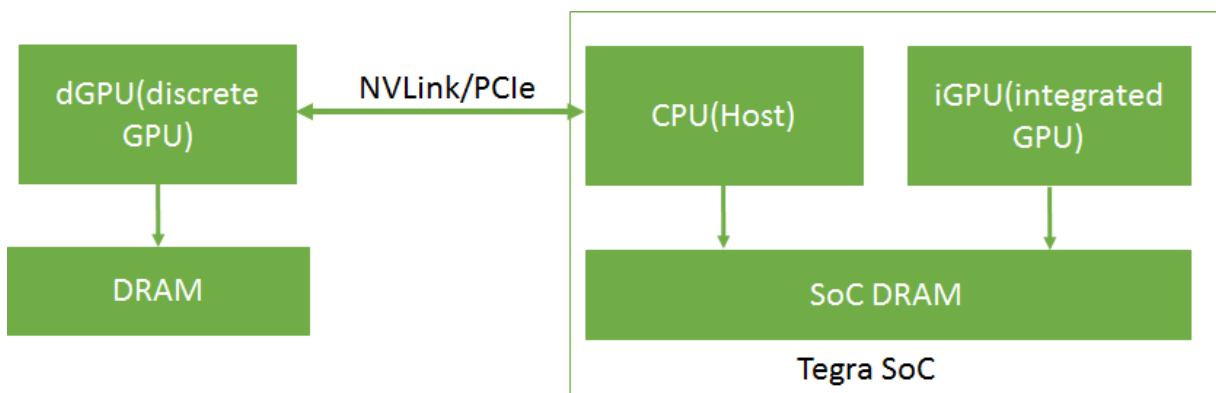 dGPU(discrete
GPU)
NVLink/PCIe
CPU(Host)
iGPU(integrated
GPU)
DRAM
SoC DRAM
Tegra SoC